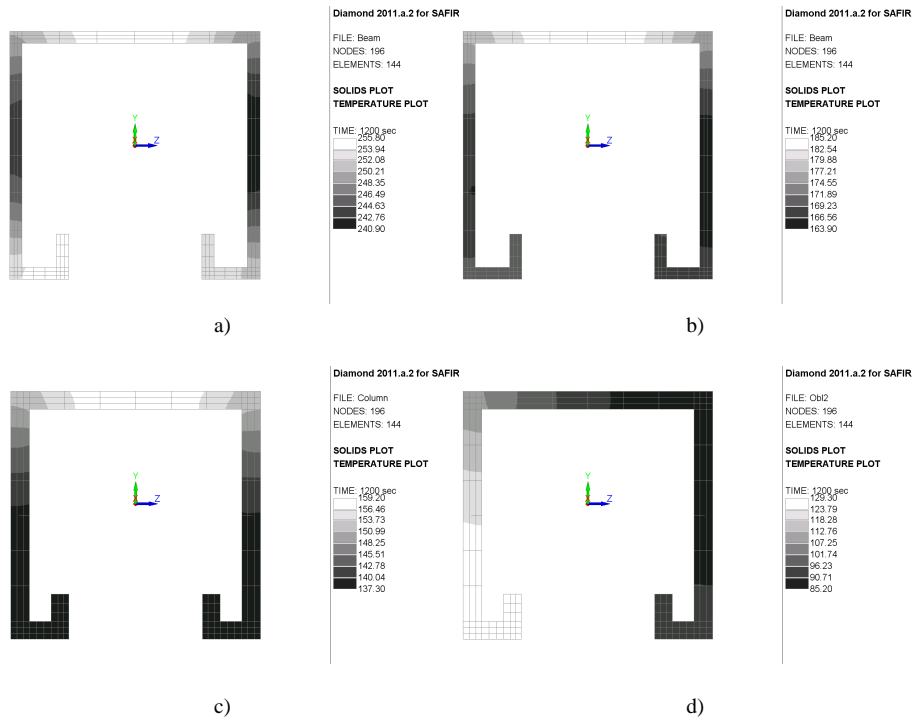 Diamond 2011.a.2 for SAFIR
FILE: Beam
NODES: 196
ELEMENTS: 144
SOLIDS PLOT
TEMPERATURE PLOT
TIME: 1200 sec
255.80
253.94
252.08
250.21
248.35
246.49
244.63
242.76
240.90
Y
Z
a)
Diamond 2011.a.2 for SAFIR
FILE: Beam
NODES: 196
ELEMENTS: 144
SOLIDS PLOT
TEMPERATURE PLOT
TIME: 1200 sec
185.20
182.54
179.88
177.21
174.55
171.89
169.23
166.56
163.90
Y
Z
b)
Diamond 2011.a.2 for SAFIR
FILE: Column
NODES: 196
ELEMENTS: 144
SOLIDS PLOT
TEMPERATURE PLOT
TIME: 1200 sec
159.20
156.46
153.73
150.99
148.25
145.51
142.78
140.04
137.30
Y
Z
c)
Diamond 2011.a.2 for SAFIR
FILE: Obl2
NODES: 196
ELEMENTS: 144
SOLIDS PLOT
TEMPERATURE PLOT
TIME: 1200 sec
129.30
123.79
118.28
112.76
107.25
101.74
96.23
90.71
85.20
Y
Z
d)